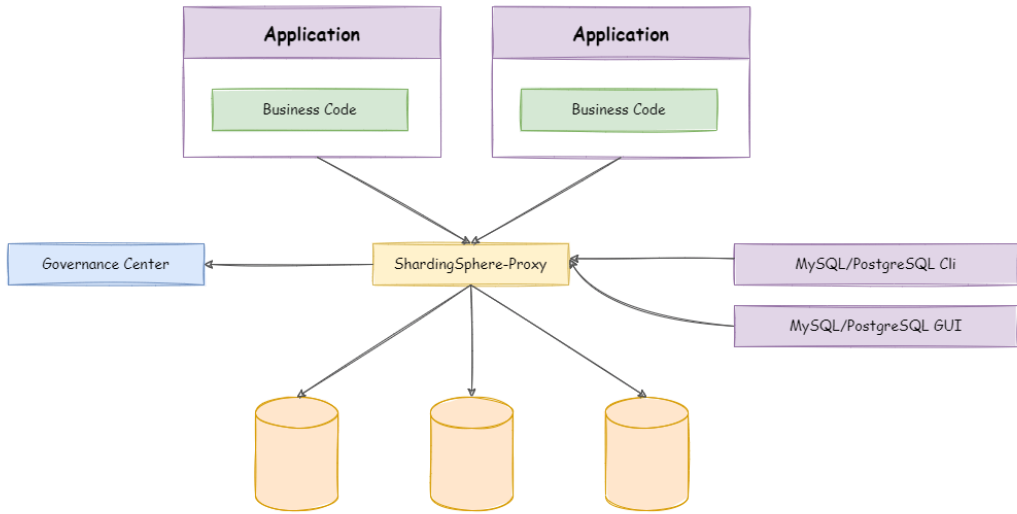 Application
Application
Business Code
Business Code
Governance Center
ShardingSphere-Proxy
MySQL/PostgreSQL Cli
MySQL/PostgreSQL GUI